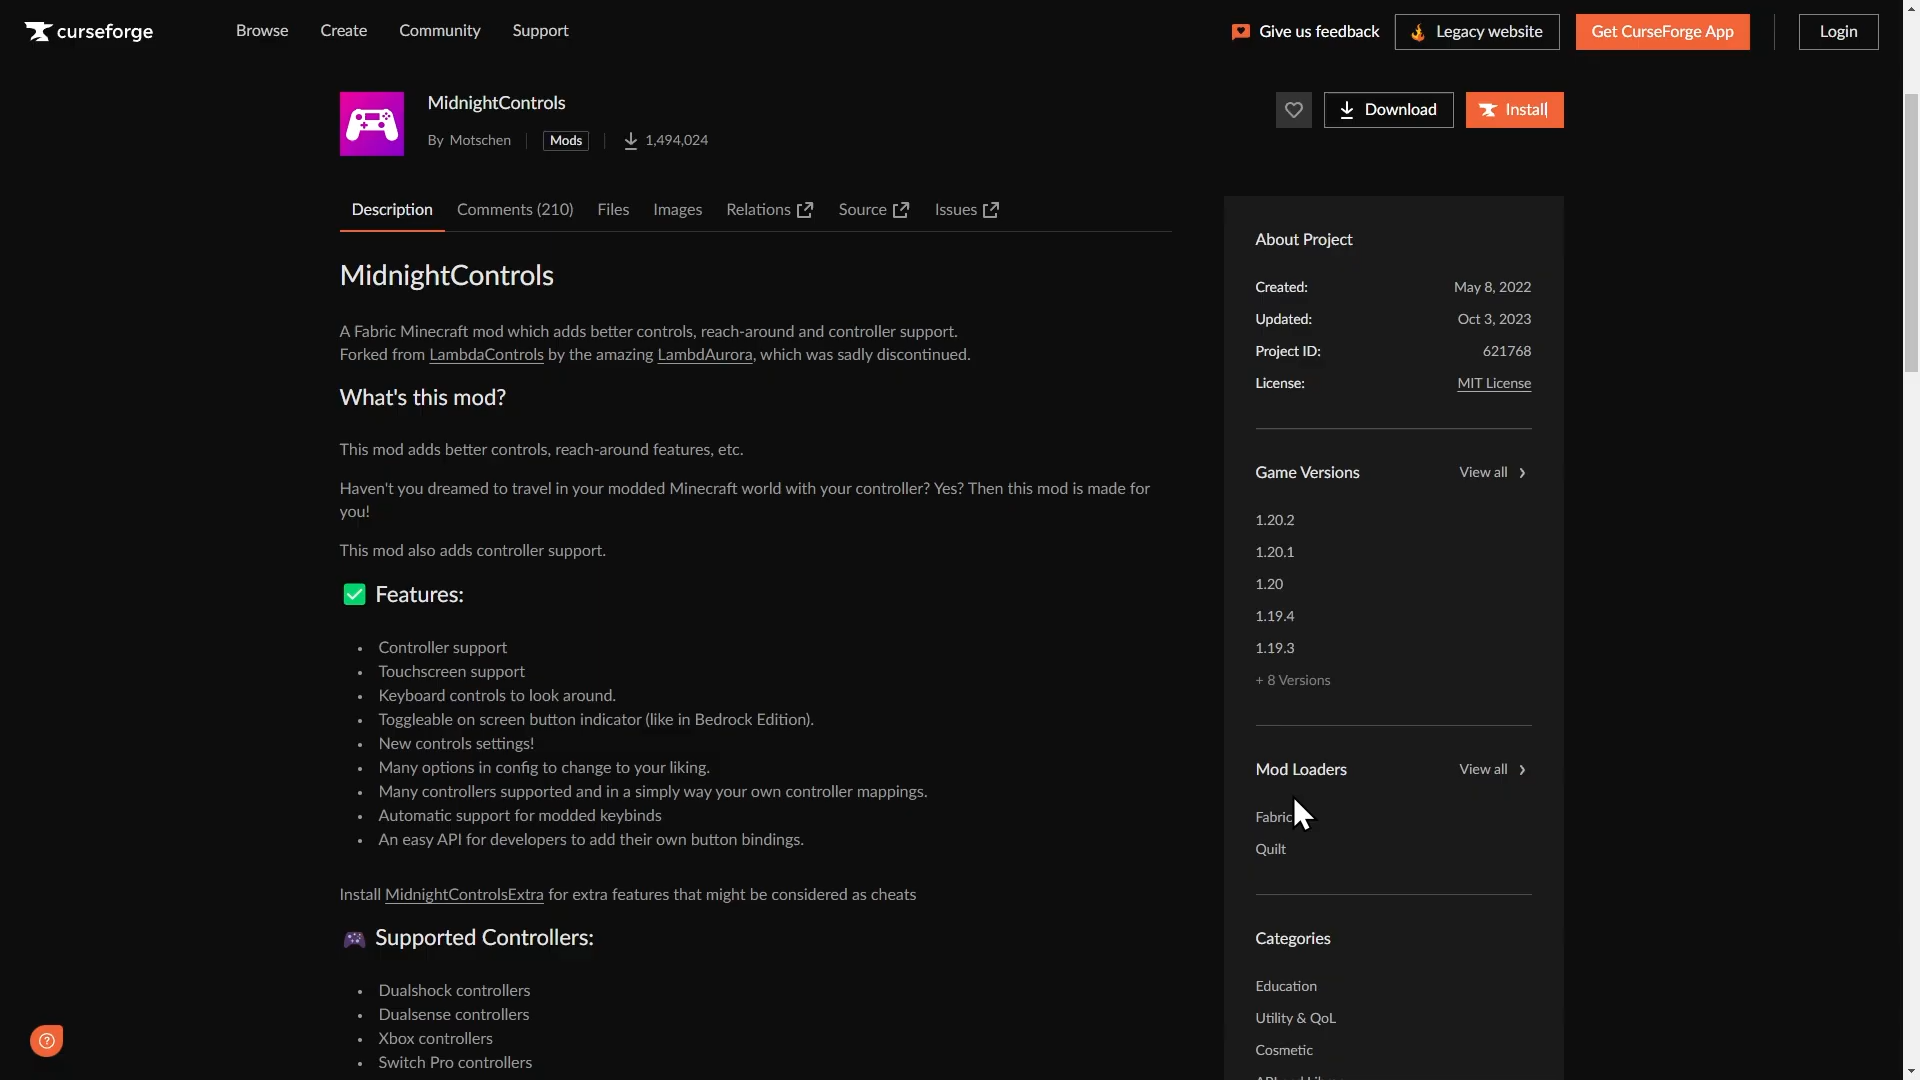 curseforge
Browse Create Community Support
Give us feedback Legacy website Get CurseForge App Login
MidnightControls
By Motschen Mods 1,494,024
Download Install
Description Comments (210) Files Images Relations Source Issues
MidnightControls
A Fabric Minecraft mod which adds better controls, reach-around and controller support.
Forked from LambdaControls by the amazing LambdAurora, which was sadly discontinued.
What's this mod?
This mod adds better controls, reach-around features, etc.
Haven't you dreamed to travel in your modded Minecraft world with your controller? Yes? Then this mod is made for
you!
This mod also adds controller support.
Features:
• Controller support
• Touchscreen support
• Keyboard controls to look around.
• Toggleable on screen button indicator (like in Bedrock Edition).
• New controls settings!
• Many options in config to change to your liking.
• Many controllers supported and in a simply way your own controller mappings.
• Automatic support for modded keybinds
• An easy API for developers to add their own button bindings.
Install MidnightControlsExtra for extra features that might be considered as cheats
Supported Controllers:
• Dualshock controllers
• Dualsense controllers
• Xbox controllers
• Switch Pro controllers
About Project
Created: May 8, 2022
Updated: Oct 3, 2023
Project ID: 621768
License: MIT License
Game Versions View all
1.20.2
1.20.1
1.20
1.19.4
1.19.3
+ 8 Versions
Mod Loaders View all
Fabric
Quilt
Categories
Education
Utility & QoL
Cosmetic